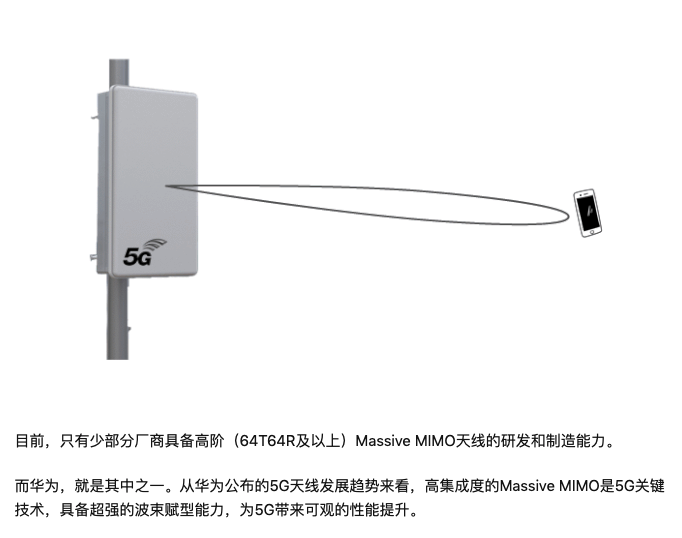 5G
目前，只有少部分厂商具备高阶（64T64R及以上）Massive MIMO天线的研发和制造能力。
而华为，就是其中之一。从华为公布的5G天线发展趋势来看，高集成度的Massive MIMO是5G关键
技术，具备超强的波束赋型能力，为5G带来可观的性能提升。